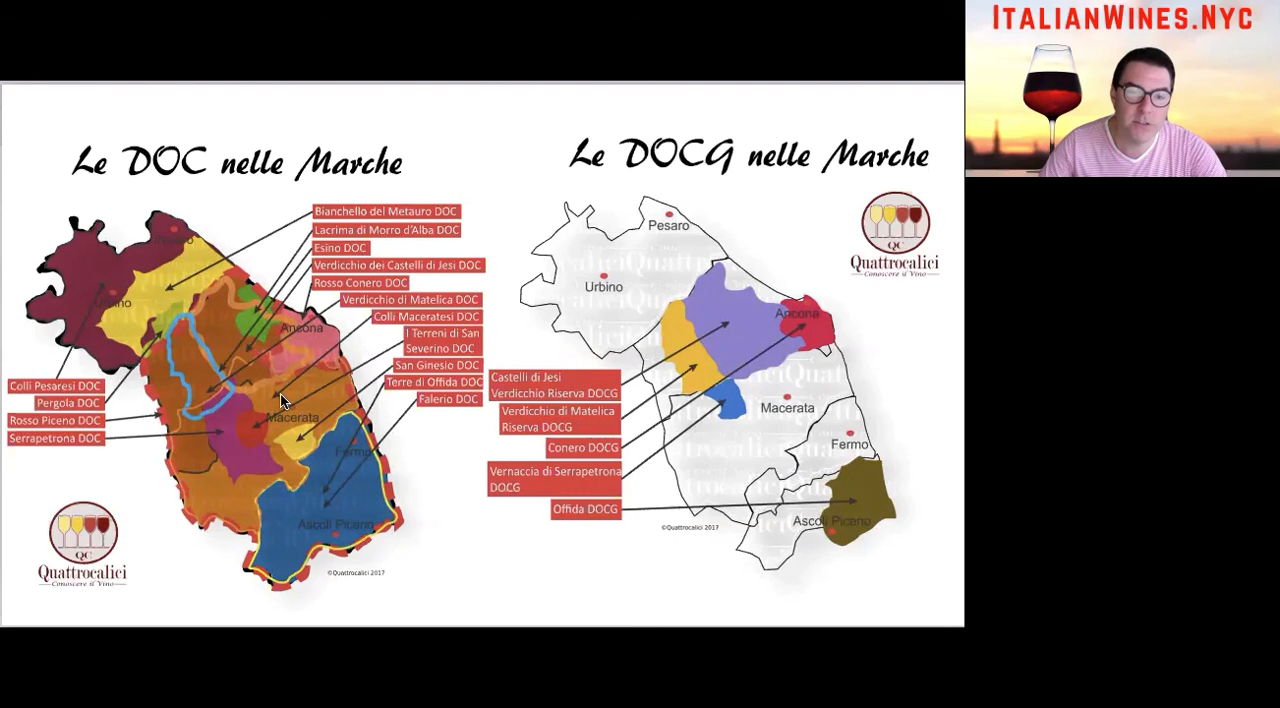 ITALIANWINES.NYC
Le DOC nelle Marche
Bianchello del Metauro DOC
Lacrima di Morro d'Alba DOC
Esino DOC
Verdicchio dei Castelli di Jesi DOC
Rosso Conero DOC
Verdicchio di Matelica DOC
Colli Maceratesi DOC
I Terreni di San
Severino DOC
San Ginesio DOC
Terre di Offida DOC
Falerio DOC
Colli Pesaresi DOC
Pergola DOC
Rosso Piceno DOC
Serrapetrona DOC
Pesaro
Urbino
Ancona
Macerata
Fermo
Ascoli Piceno
QC
Quattrocalici
Conoscere il Vino
©Quattrocalici 2017
Le DOCG nelle Marche
QC
Quattrocalici
Conoscere il Vino
Pesaro
Urbino
Ancona
Macerata
Fermo
Ascoli Piceno
Castelli di Jesi
Verdicchio Riserva DOCG
Verdicchio di Matelica
Riserva DOCG
Conero DOCG
Vernaccia di Serrapetrona
DOCG
Offida DOCG
©Quattrocalici 2017